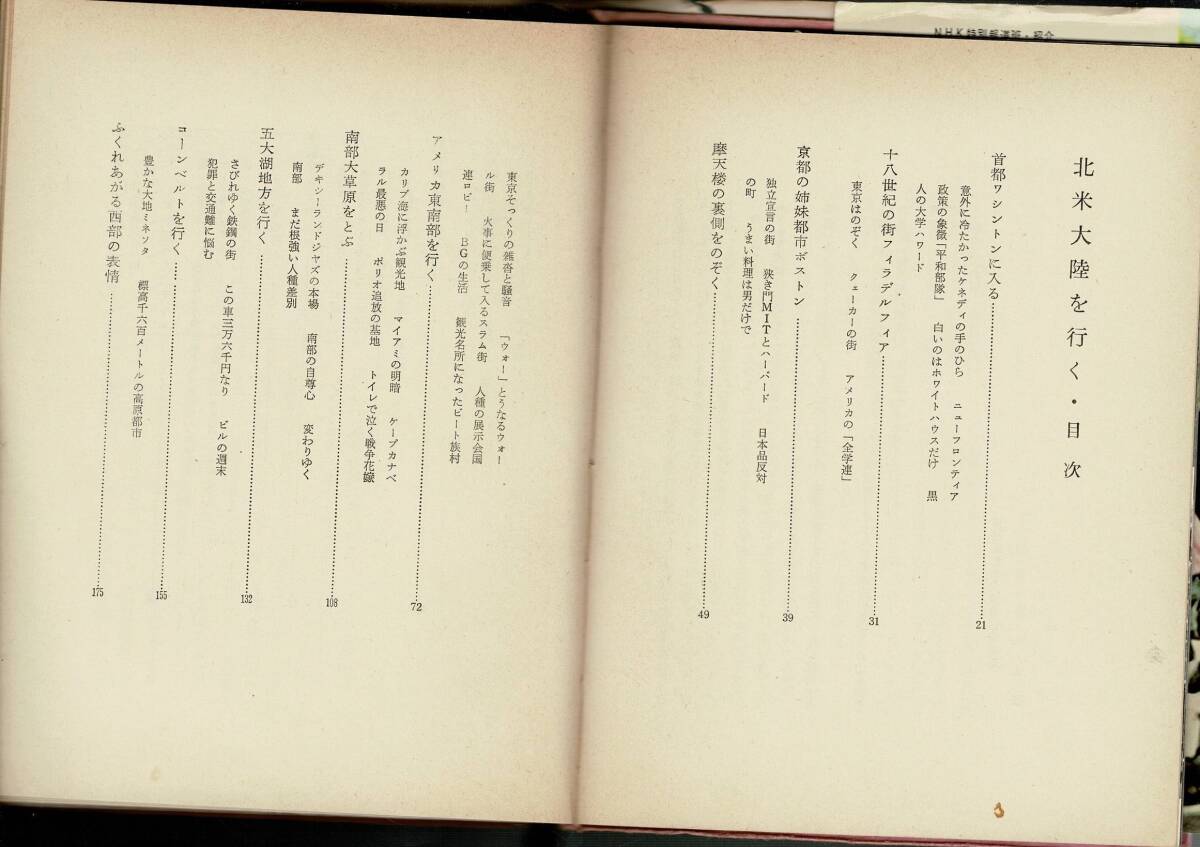 北米大陸を行く・目次
首都ワシントンに入る……21
意外に冷たかったケネディの手のひら　ニューフロンティア
政策の象徴「平和部隊」　白いのはホワイトハウスだけ　黒
人の大学ハワード
十八世紀の街フィラデルフィア……31
東京はのぞく　クェーカーの街　アメリカの「全学連」
京都の姉妹都市ボストン……39
独立宣言の街　狭き門MITとハーバード　日本品反対
の町　うまい料理は男だけで
摩天楼の裏側をのぞく……49
東京そっくりの雑沓と騒音　「ウォー」とうなるウォー
ル街　火事に便乗して入るスラム街　人種の展示会国
連ロビー　BGの生活　観光名所になったビート族村
アメリカ東南部を行く……72
カリブ海に浮かぶ観光地　マイアミの明暗　ケープカナベ
ラル最悪の日　ポリオ追放の基地　トイレで泣く戦争花嫁
南部大草原をとぶ……108
デキシーランドジャズの本場　南部の自尊心　変わりゆく
南部　まだ根強い人種差別
五大湖地方を行く……132
さびれゆく鉄鋼の街　この車三万六千円なり　ビルの週末
犯罪と交通難に悩む
コーンベルトを行く……155
豊かな大地ミネソタ　標高千六百メートルの高原都市
ふくれあがる西部の表情……175